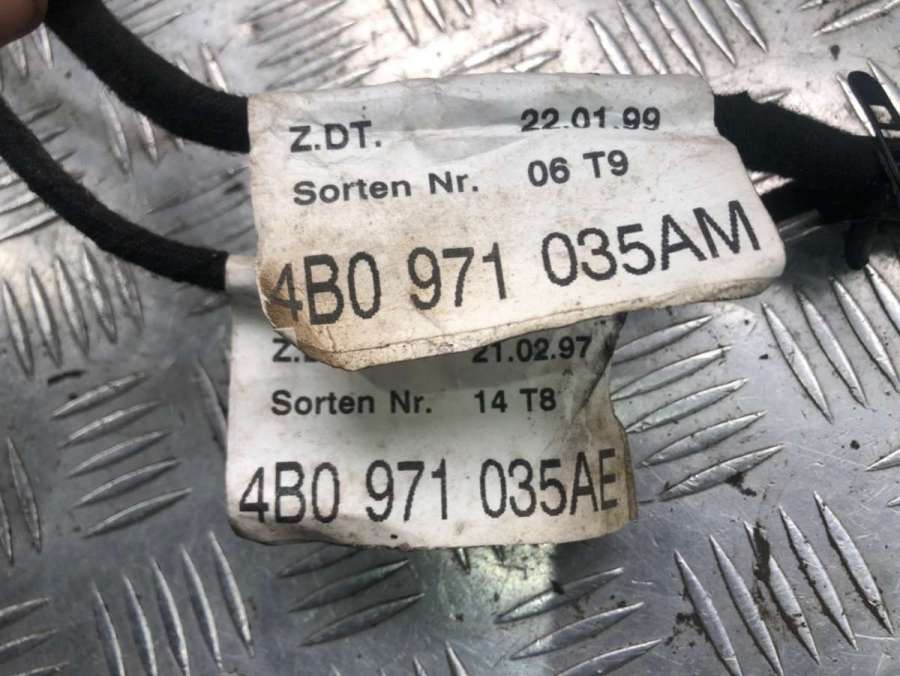 Z.DT. 22.01.99
Sorten Nr. 06 T9
4B0 971 035AM
21.02.97
Sorten Nr. 14 T8
4B0 971 035AE